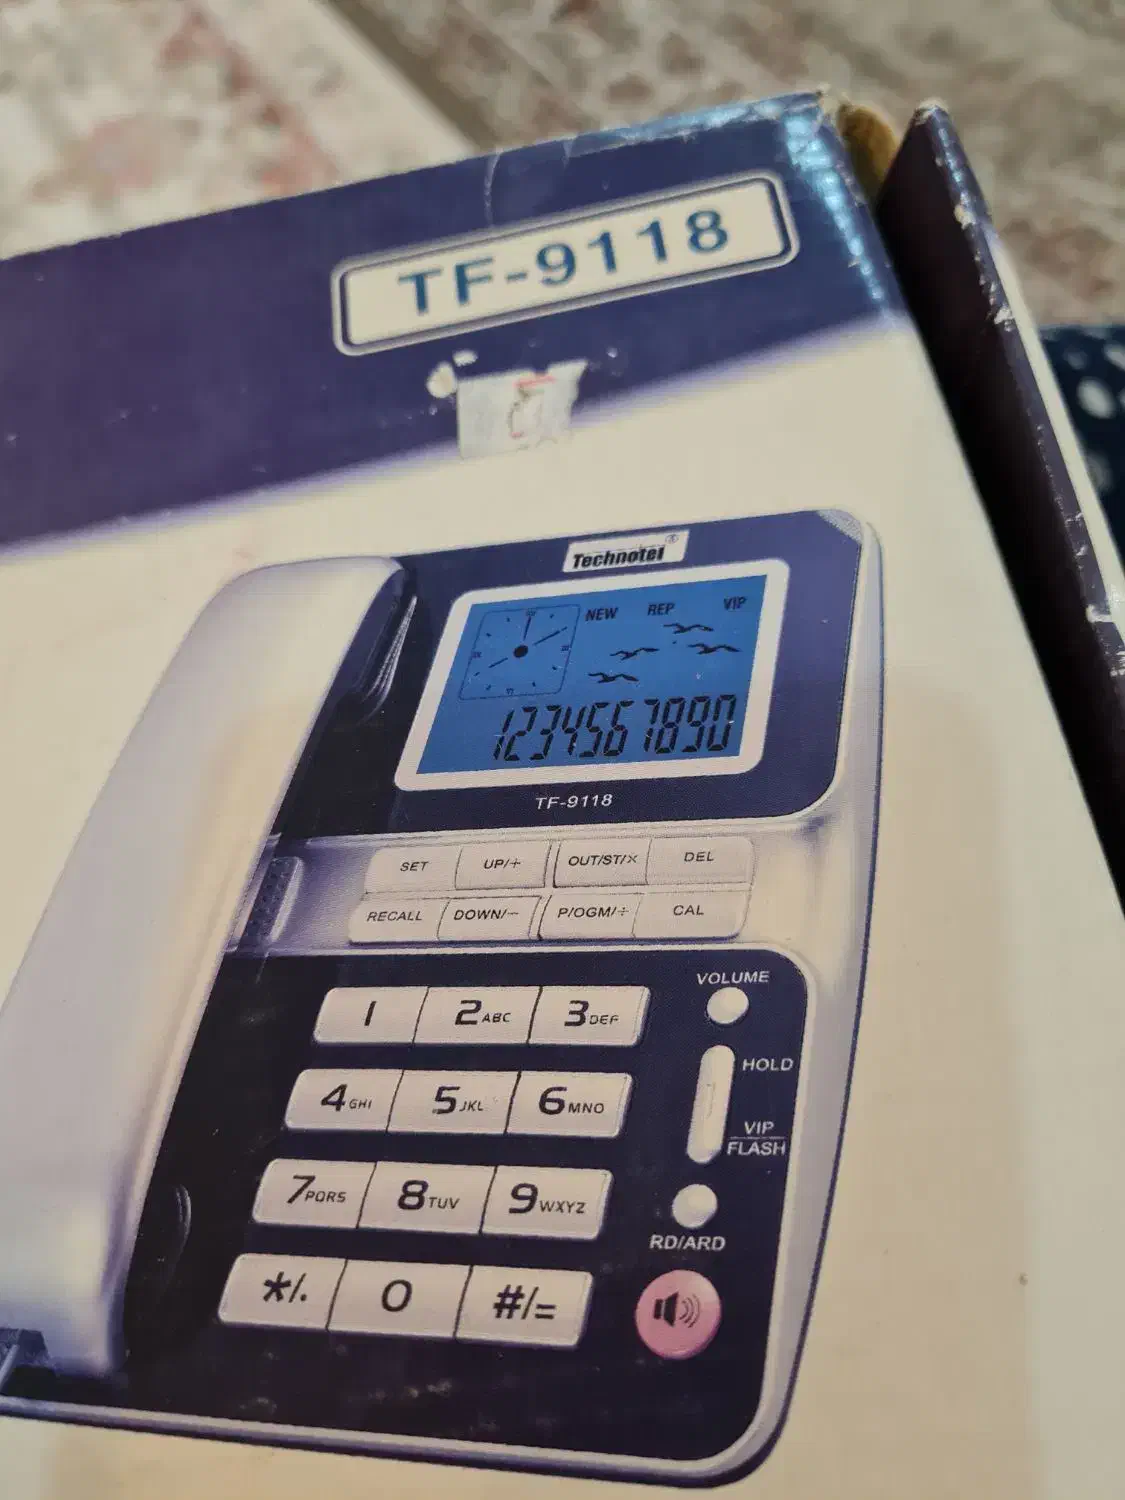 TF-9118
Technotel®
NEW REP VIP
1234567890
TF-9118
SET UP/+ OUT/ST/× DEL
RECALL DOWN/− P/OGM/÷ CAL
VOLUME
1 2ABC 3DEF
HOLD
4GHI 5JKL 6MNO
VIP
FLASH
7PQRS 8TUV 9WXYZ
RD/ARD
*/. 0 #/=